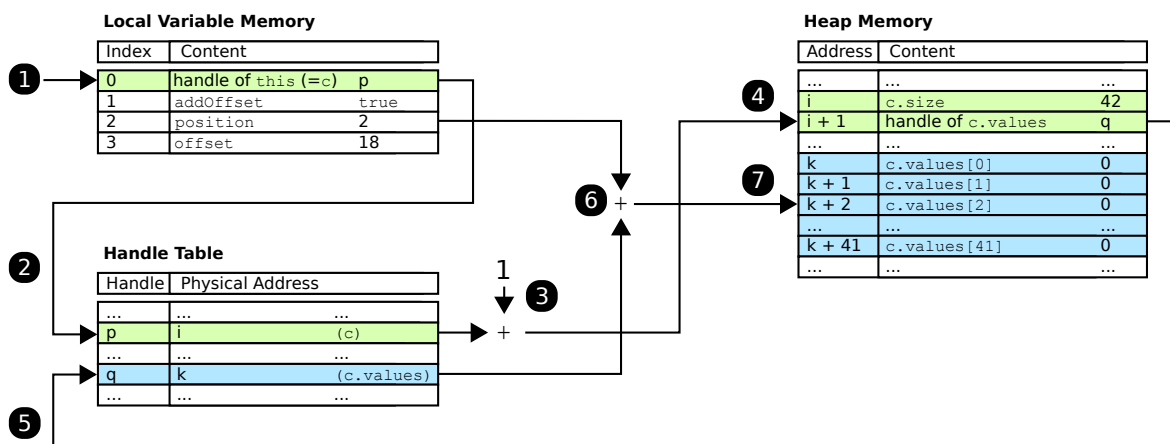 Local Variable Memory
Index Content
1
0 handle of this (=c) p
1 addOffset true
2 position 2
3 offset 18
2
Handle Table
Handle Physical Address
... ... ...
p i (c)
... ... ...
q k (c.values)
... ... ...
5
1
3
+
6
+
Heap Memory
Address Content
... ... ...
4
i c.size 42
i + 1 handle of c.values q
... ... ...
7
k c.values[0] 0
k + 1 c.values[1] 0
k + 2 c.values[2] 0
... ... ...
k + 41 c.values[41] 0
... ... ...